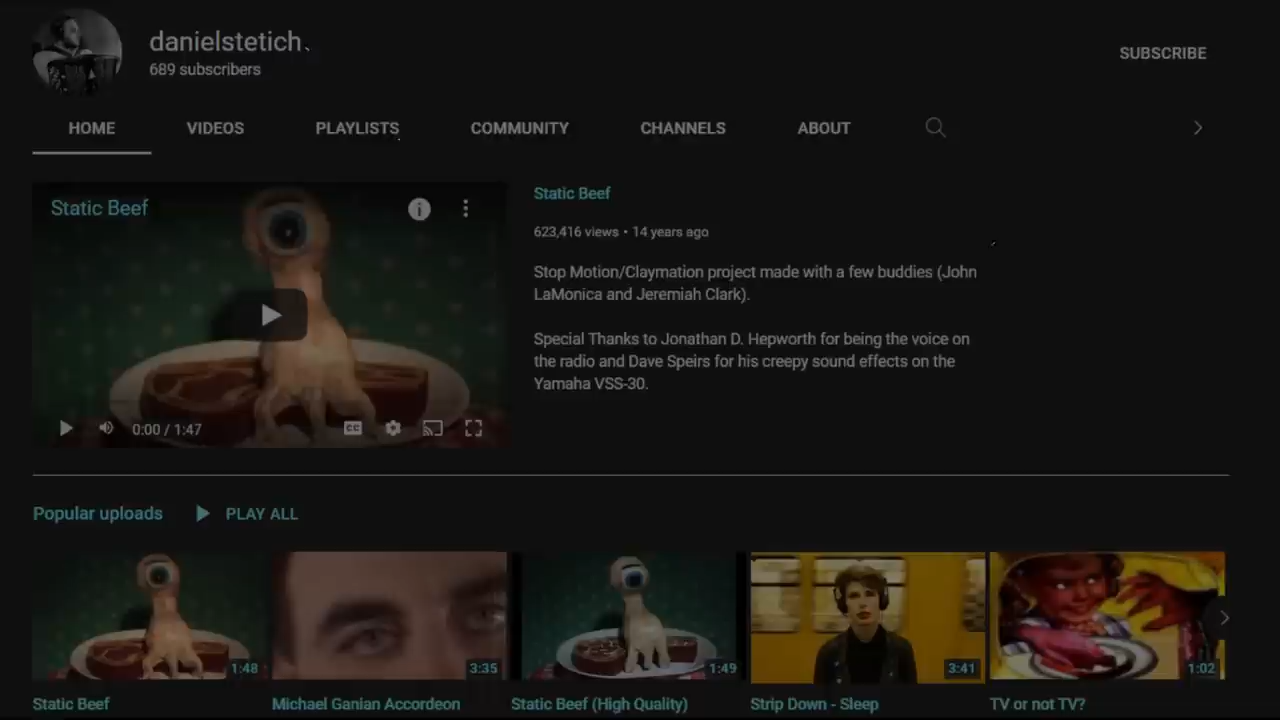 danielstetich
689 subscribers
SUBSCRIBE
HOME VIDEOS PLAYLISTS COMMUNITY CHANNELS ABOUT
Static Beef
0:00 / 1:47
Static Beef
623,416 views • 14 years ago
Stop Motion/Claymation project made with a few buddies (John
LaMonica and Jeremiah Clark).
Special Thanks to Jonathan D. Hepworth for being the voice on
the radio and Dave Speirs for his creepy sound effects on the
Yamaha VSS-30.
Popular uploads PLAY ALL
1:48 3:35 1:49 3:41 1:02
Static Beef Michael Ganian Accordeon Static Beef (High Quality) Strip Down - Sleep TV or not TV?